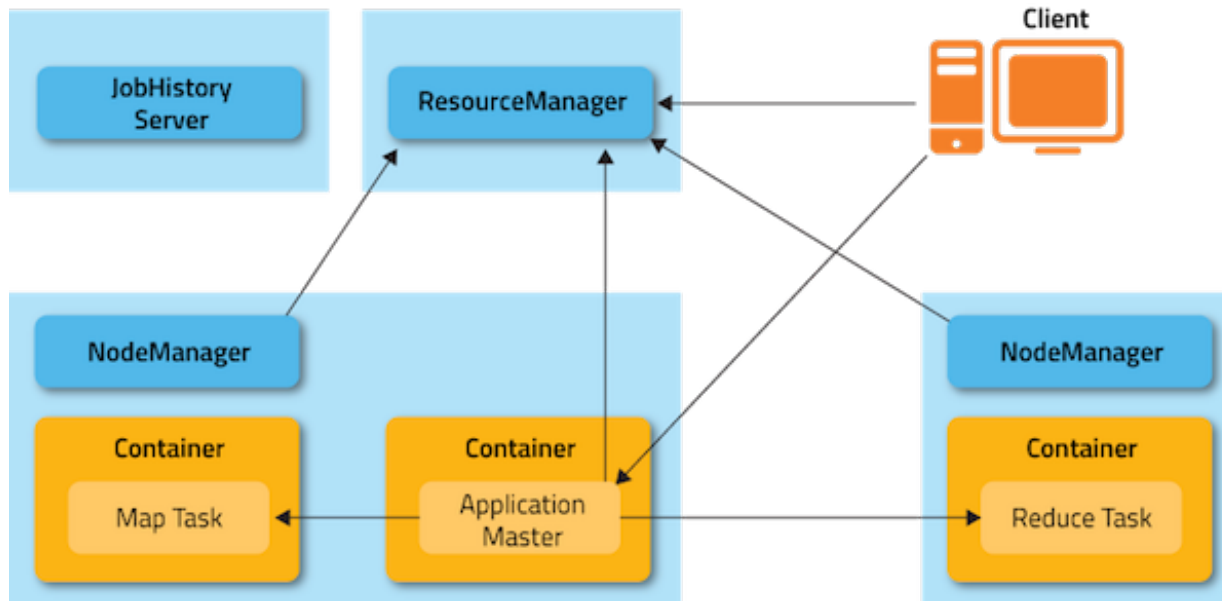 Client
JobHistory
Server
ResourceManager
NodeManager
NodeManager
Container
Map Task
Container
Application
Master
Container
Reduce Task